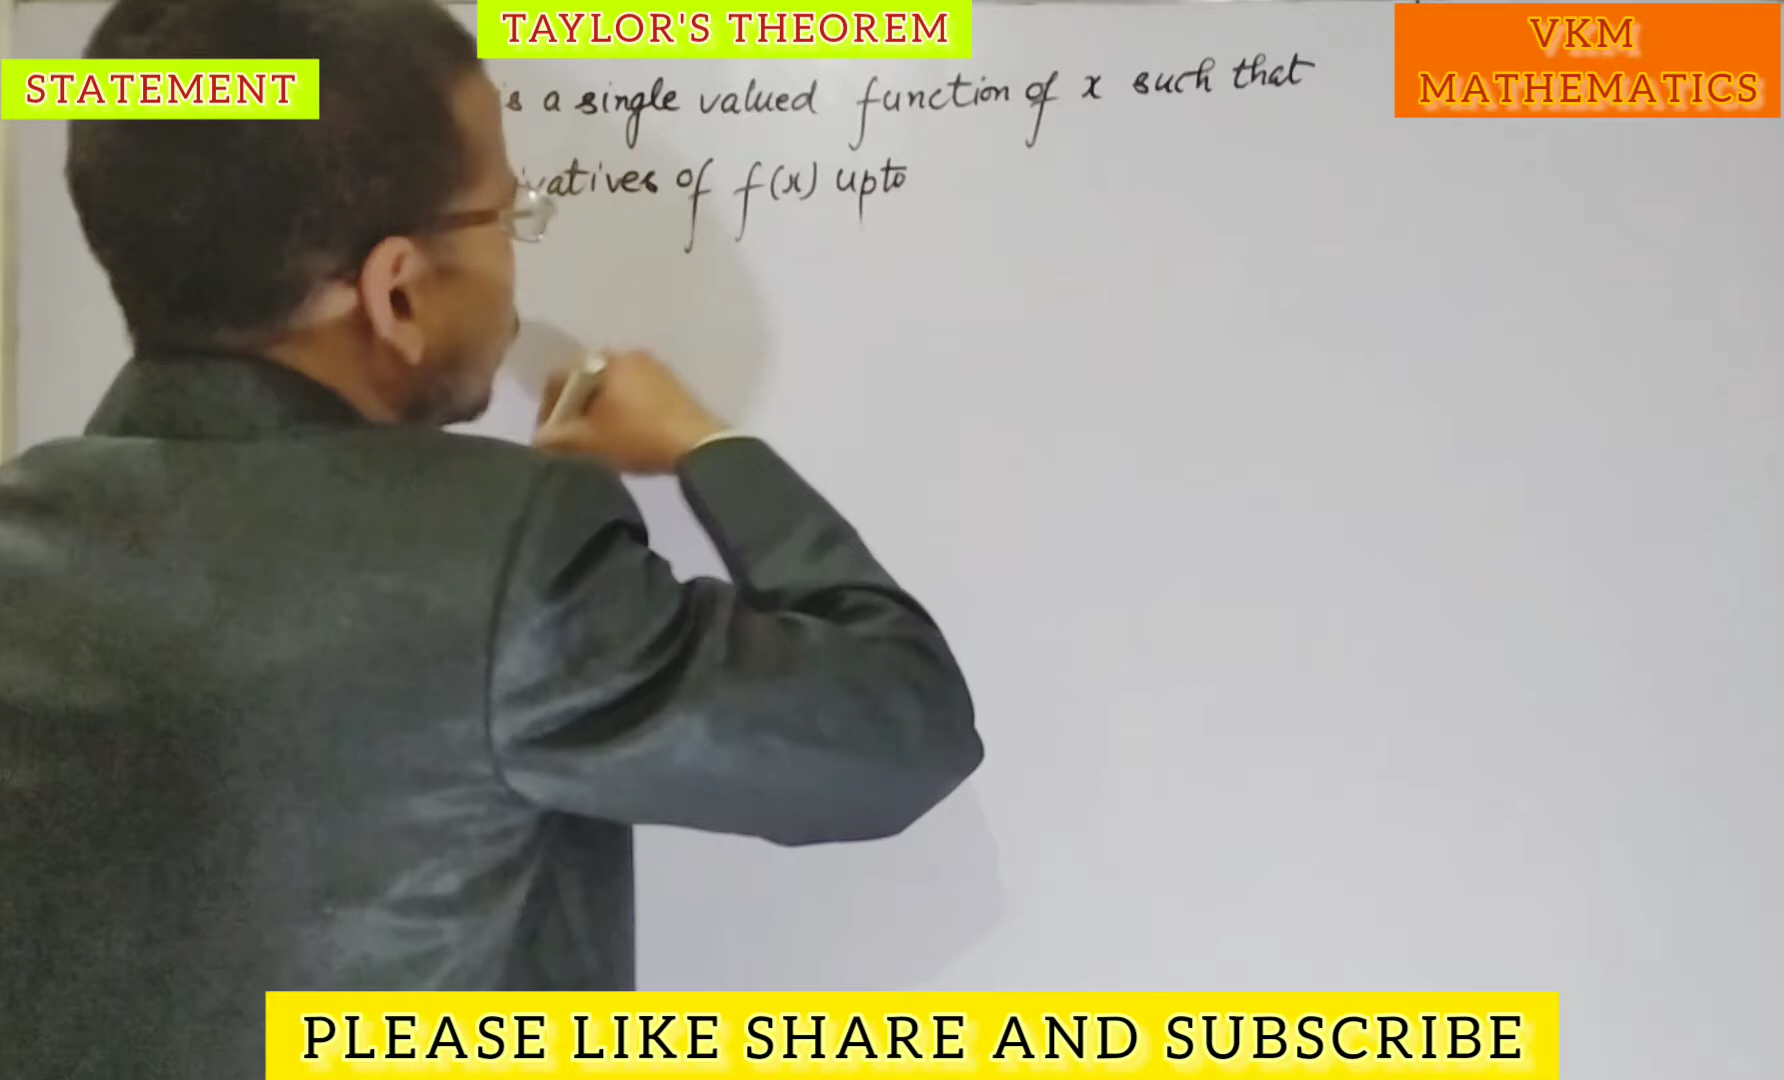 TAYLOR'S THEOREM
VKM
MATHEMATICS
STATEMENT
a single valued function of x such that
of f(x) upto
PLEASE LIKE SHARE AND SUBSCRIBE